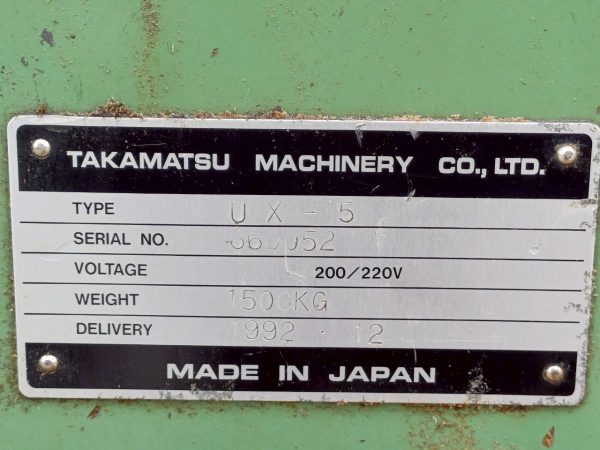 TAKAMATSU MACHINERY CO., LTD.
TYPE UX-5
SERIAL NO.
VOLTAGE 200/220V
WEIGHT 1500KG
DELIVERY 1992・12
MADE IN JAPAN